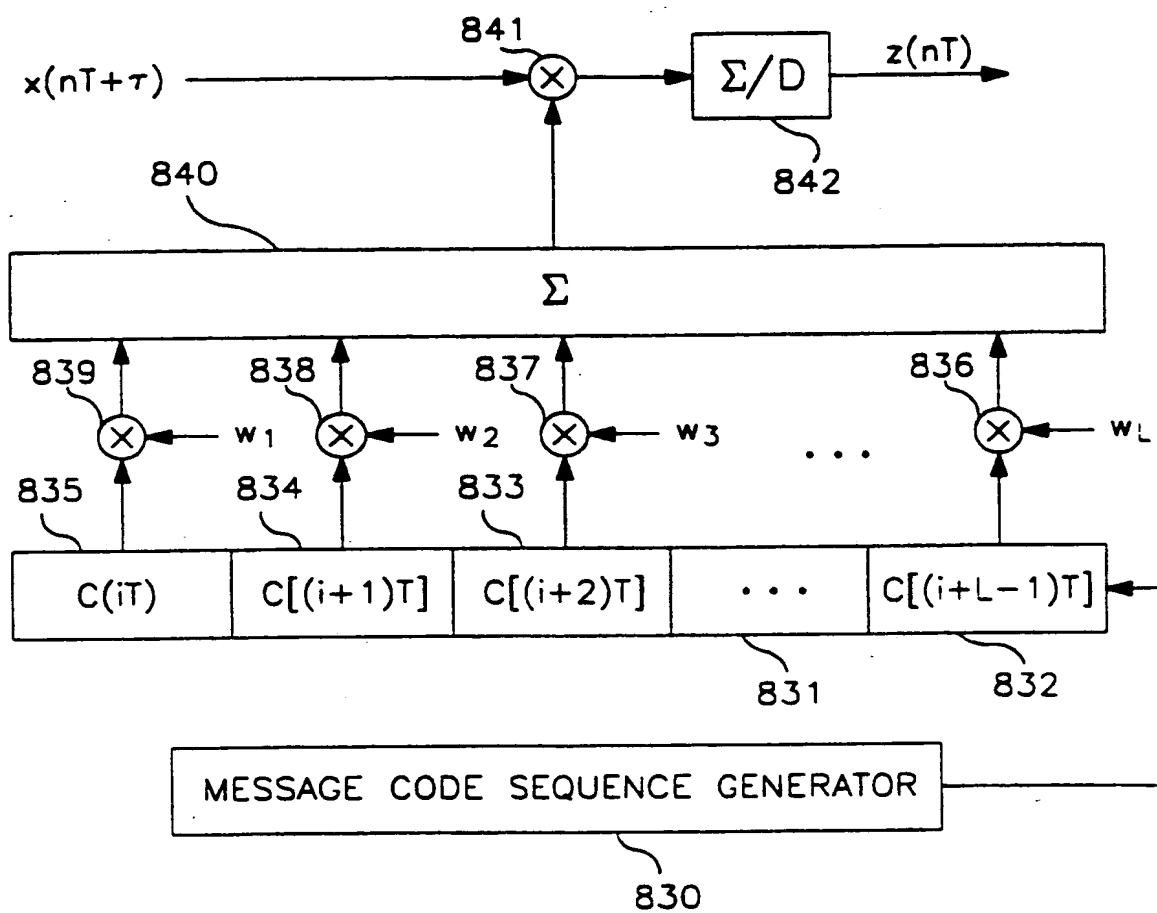 841
x(nT+τ)
Σ/D
z(nT)
842
840
Σ
839
838
837
836
w1
w2
w3
...
wL
835
834
833
C(iT)
C[(i+1)T]
C[(i+2)T]
...
C[(i+L-1)T]
831
832
MESSAGE CODE SEQUENCE GENERATOR
830